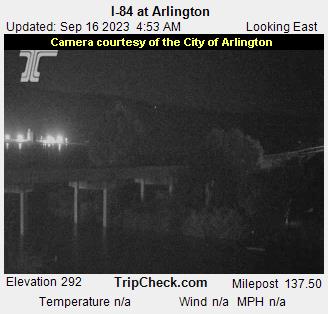 I-84 at Arlington
Updated: Sep 16 2023 4:53 AM Looking East
Camera courtesy of the City of Arlington
Elevation 292 TripCheck.com Milepost 137.50
Temperature n/a Wind n/a MPH n/a